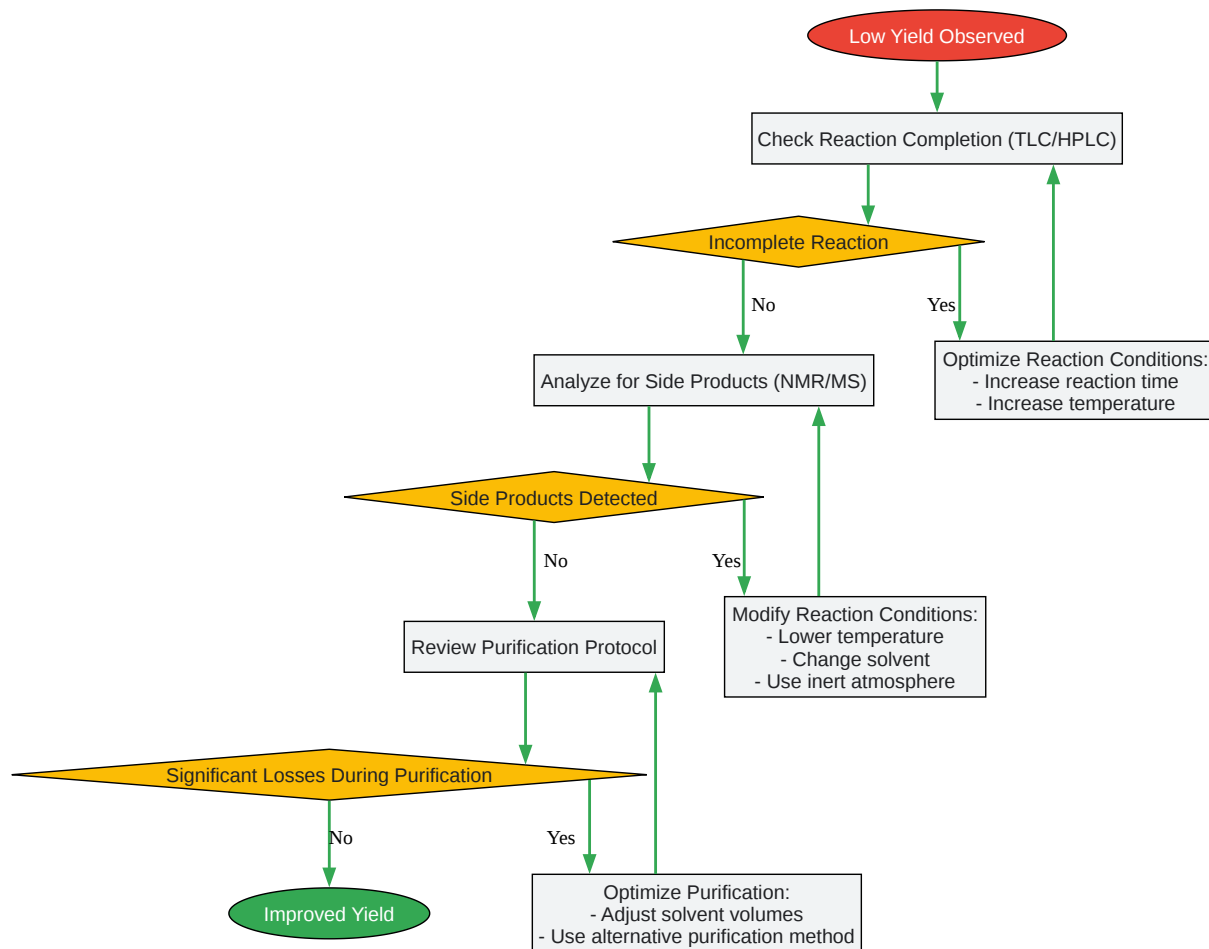 Low Yield Observed
Check Reaction Completion (TLC/HPLC)
Incomplete Reaction
No
Yes
Optimize Reaction Conditions:
- Increase reaction time
- Increase temperature
Analyze for Side Products (NMR/MS)
Side Products Detected
No
Yes
Modify Reaction Conditions:
- Lower temperature
- Change solvent
- Use inert atmosphere
Review Purification Protocol
Significant Losses During Purification
No
Yes
Improved Yield
Optimize Purification:
- Adjust solvent volumes
- Use alternative purification method